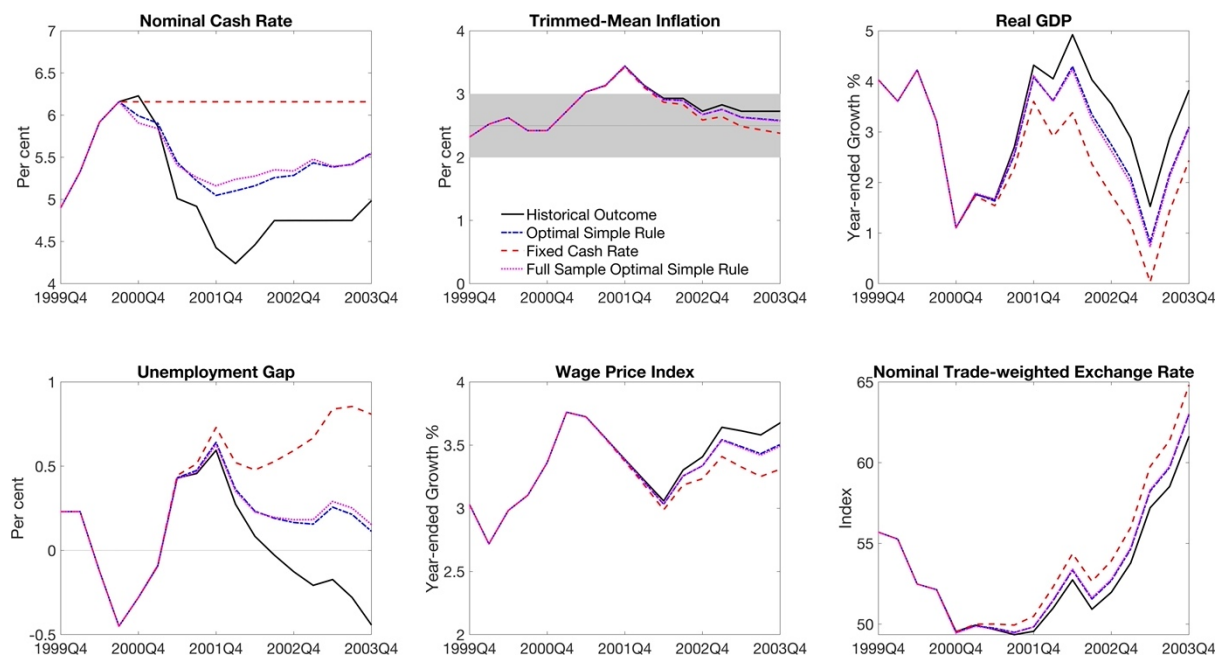 Nominal Cash Rate
Per cent
7
6.5
6
5.5
5
4.5
4
1999Q4 2000Q4 2001Q4 2002Q4 2003Q4
Trimmed-Mean Inflation
Per cent
4
3
2
1
0
Historical Outcome
Optimal Simple Rule
Fixed Cash Rate
Full Sample Optimal Simple Rule
1999Q4 2000Q4 2001Q4 2002Q4 2003Q4
Real GDP
Year-ended Growth %
5
4
3
2
1
0
1999Q4 2000Q4 2001Q4 2002Q4 2003Q4
Unemployment Gap
Per cent
1
0.5
0
-0.5
1999Q4 2000Q4 2001Q4 2002Q4 2003Q4
Wage Price Index
Year-ended Growth %
4
3.5
3
2.5
2
1999Q4 2000Q4 2001Q4 2002Q4 2003Q4
Nominal Trade-weighted Exchange Rate
Index
65
60
55
50
1999Q4 2000Q4 2001Q4 2002Q4 2003Q4